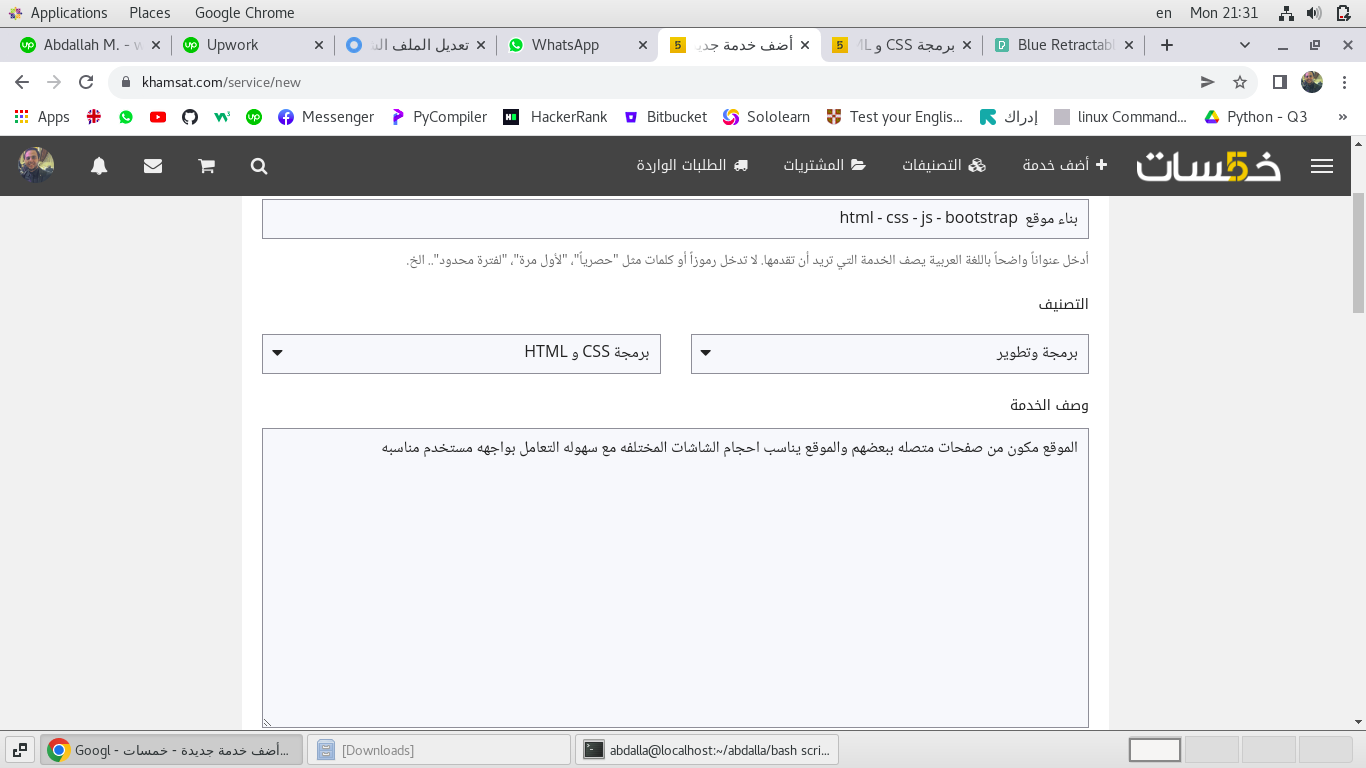 Applications Places Google Chrome en Mon 21:31
Abdallah M. - w Upwork تعديل الملف الش WhatsApp أضف خدمة جديد برمجة CSS و ML Blue Retractabl
khamsat.com/service/new
Apps Messenger PyCompiler HackerRank Bitbucket Sololearn Test your Englis... إدراك linux Command... Python - Q3 »
خمسات أضف خدمة التصنيفات المشتريات الطلبات الواردة
بناء موقع html - css - js - bootstrap
أدخل عنواناً واضحاً باللغة العربية يصف الخدمة التي تريد أن تقدمها. لا تدخل رموزاً أو كلمات مثل "حصرياً"، "لأول مرة"، "لفترة محدود".. الخ.
التصنيف
برمجة وتطوير برمجة CSS و HTML
وصف الخدمة
الموقع مكون من صفحات متصله ببعضهم والموقع يناسب احجام الشاشات المختلفه مع سهوله التعامل بواجهه مستخدم مناسبه
أضف خدمة جديدة - خمسات - Googl... [Downloads] abdalla@localhost:~/abdalla/bash scri...